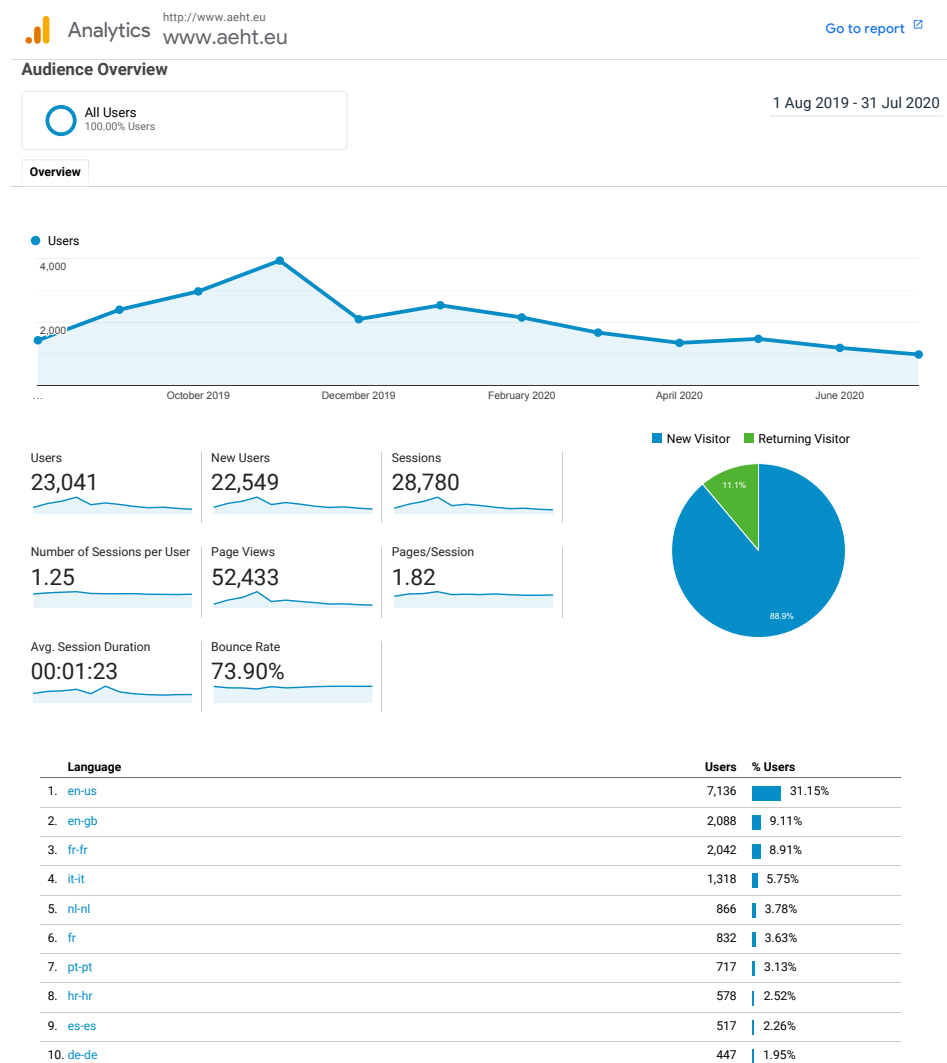 http://www.aeht.eu
Analytics www.aeht.eu
Go to report
Audience Overview
All Users
100.00% Users
1 Aug 2019 - 31 Jul 2020
Overview
Users
4,000
2,000
...
October 2019
December 2019
February 2020
April 2020
June 2020
New Visitor Returning Visitor
Users
23,041
New Users
22,549
Sessions
28,780
11.1%
88.9%
Number of Sessions per User
1.25
Page Views
52,433
Pages/Session
1.82
Avg. Session Duration
00:01:23
Bounce Rate
73.90%
Language Users % Users
1. en-us 7,136 31.15%
2. en-gb 2,088 9.11%
3. fr-fr 2,042 8.91%
4. it-it 1,318 5.75%
5. nl-nl 866 3.78%
6. fr 832 3.63%
7. pt-pt 717 3.13%
8. hr-hr 578 2.52%
9. es-es 517 2.26%
10. de-de 447 1.95%